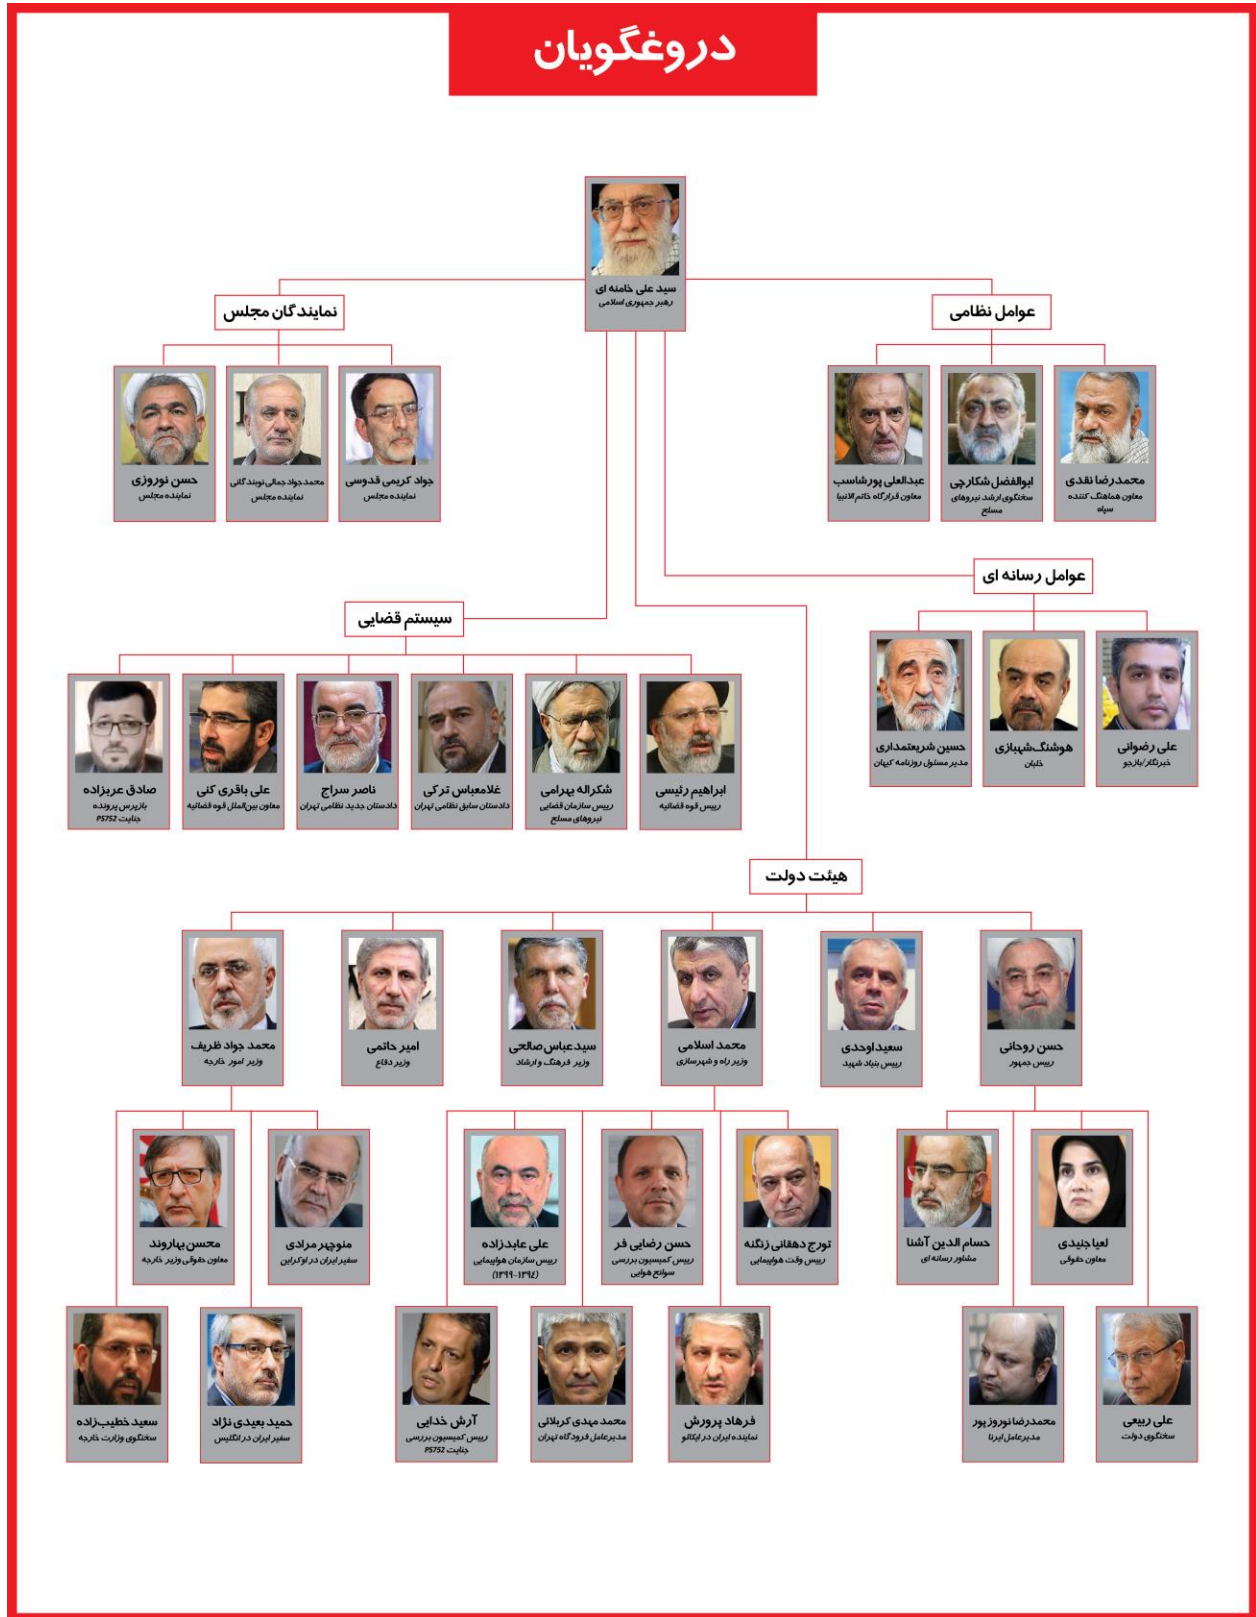 دروغگویان
سید علی خامنه ای
رهبر جمهوری اسلامی
عوامل نظامی
محمدرضا نقدی
معاون هماهنگ کننده
سپاه
ابوالفضل شکارچی
سخنگوی ارشد نیروهای
مسلح
عبدالعلی پورشاسب
معاون قرارگاه خاتم الانبیا
نمایندگان مجلس
جواد کریمی قدوسی
نماینده مجلس
محمدجواد جمالی نوبندگانی
نماینده مجلس
حسن نوروزی
نماینده مجلس
عوامل رسانه ای
علی رضوانی
خبرنگار/بازجو
هوشنگ شهبازی
خلبان
حسین شریعتمداری
مدیر مسئول روزنامه کیهان
سیستم قضایی
ابراهیم رئیسی
رییس قوه قضائیه
شکراله بهرامی
رییس سازمان قضایی
نیروهای مسلح
غلامعباس ترکی
دادستان سابق نظامی تهران
ناصر سراج
دادستان جدید نظامی تهران
علی باقری کنی
معاون بین‌الملل قوه قضائیه
صادق عربزاده
بازپرس پرونده
جنایت PS752
هیئت دولت
حسن روحانی
رییس جمهور
سعید اوحدی
رییس بنیاد شهید
محمد اسلامی
وزیر راه و شهرسازی
سید عباس صالحی
وزیر فرهنگ و ارشاد
امیر حاتمی
وزیر دفاع
محمد جواد ظریف
وزیر امور خارجه
لعیا جنیدی
معاون حقوقی
حسام الدین آشنا
مشاور رسانه ای
تورج دهقانی زنگنه
رییس وقت هواپیمایی
حسن رضایی فر
رییس کمیسیون بررسی
سوانح هوایی
علی عابدزاده
رییس سازمان هواپیمایی
(۱۳۹۴-۱۳۹۹)
منوچهر مرادی
سفیر ایران در اوکراین
محسن بهاروند
معاون حقوقی وزیر خارجه
علی ربیعی
سخنگوی دولت
محمدرضا نوروزپور
مدیرعامل ایرنا
فرهاد پرورش
نماینده ایران در ایکائو
محمد مهدی کربلائی
مدیرعامل فرودگاه تهران
آرش خدایی
رییس کمیسیون بررسی
جنایت PS752
حمید بعیدی نژاد
سفیر ایران در انگلیس
سعید خطیب‌زاده
سخنگوی وزارت خارجه